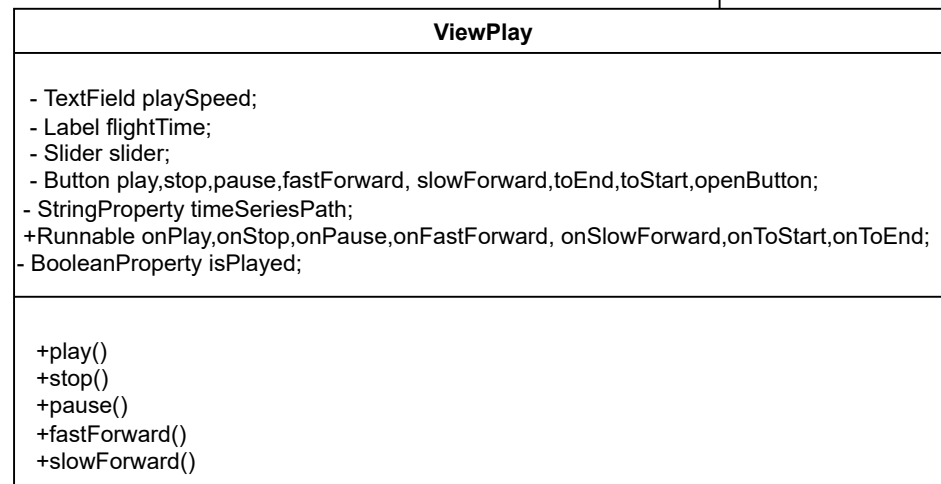 ViewPlay
- TextField playSpeed;
- Label flightTime;
- Slider slider;
- Button play,stop,pause,fastForward, slowForward,toEnd,toStart,openButton;
- StringProperty timeSeriesPath;
+Runnable onPlay,onStop,onPause,onFastForward, onSlowForward,onToStart,onToEnd;
- BooleanProperty isPlayed;
+play()
+stop()
+pause()
+fastForward()
+slowForward()